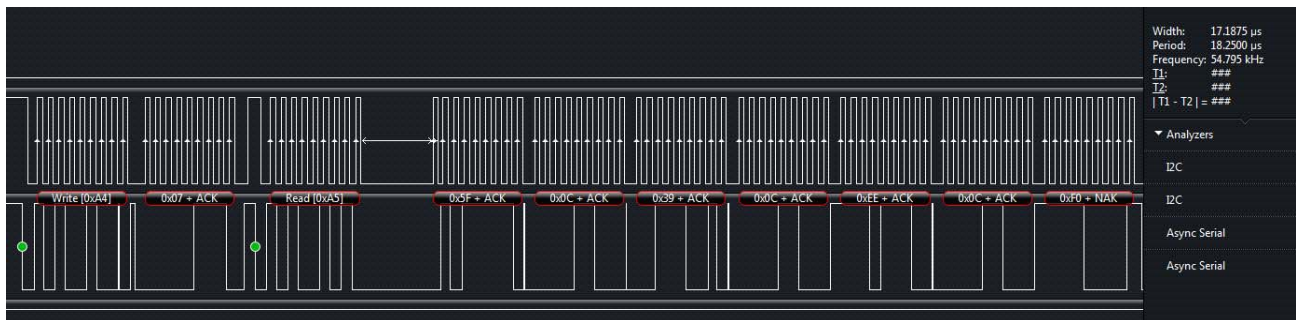 Width: 17.1875 µs
Period: 18.2500 µs
Frequency: 54.795 kHz
T1: ###
T2: ###
| T1 - T2 | = ###
Analyzers
I2C
I2C
Async Serial
Async Serial
Write [0xA4] 0x07 + ACK Read [0xA5] 0x5F + ACK 0x0C + ACK 0x39 + ACK 0x0C + ACK 0xEE + ACK 0x0C + ACK 0xF0 + NAK